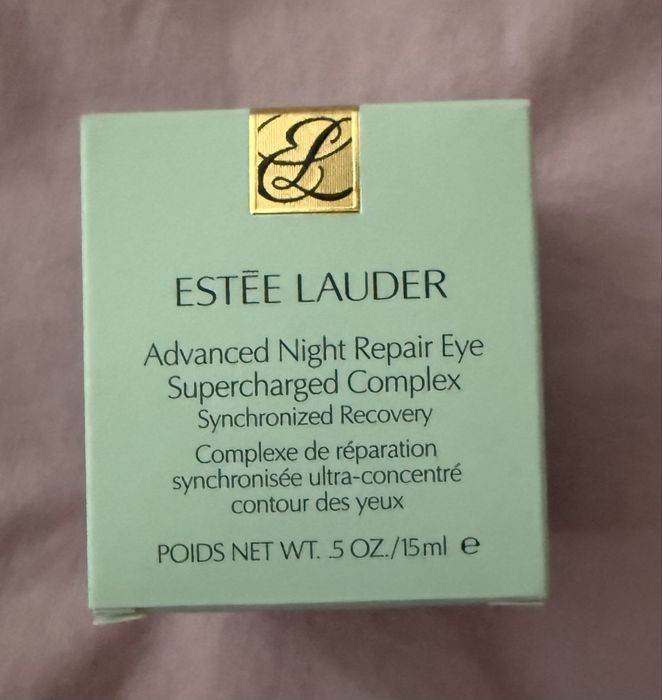 EL
ESTĒE LAUDER
Advanced Night Repair Eye
Supercharged Complex
Synchronized Recovery
Complexe de réparation
synchronisée ultra-concentré
contour des yeux
POIDS NET WT. .5 OZ./15ml ℮